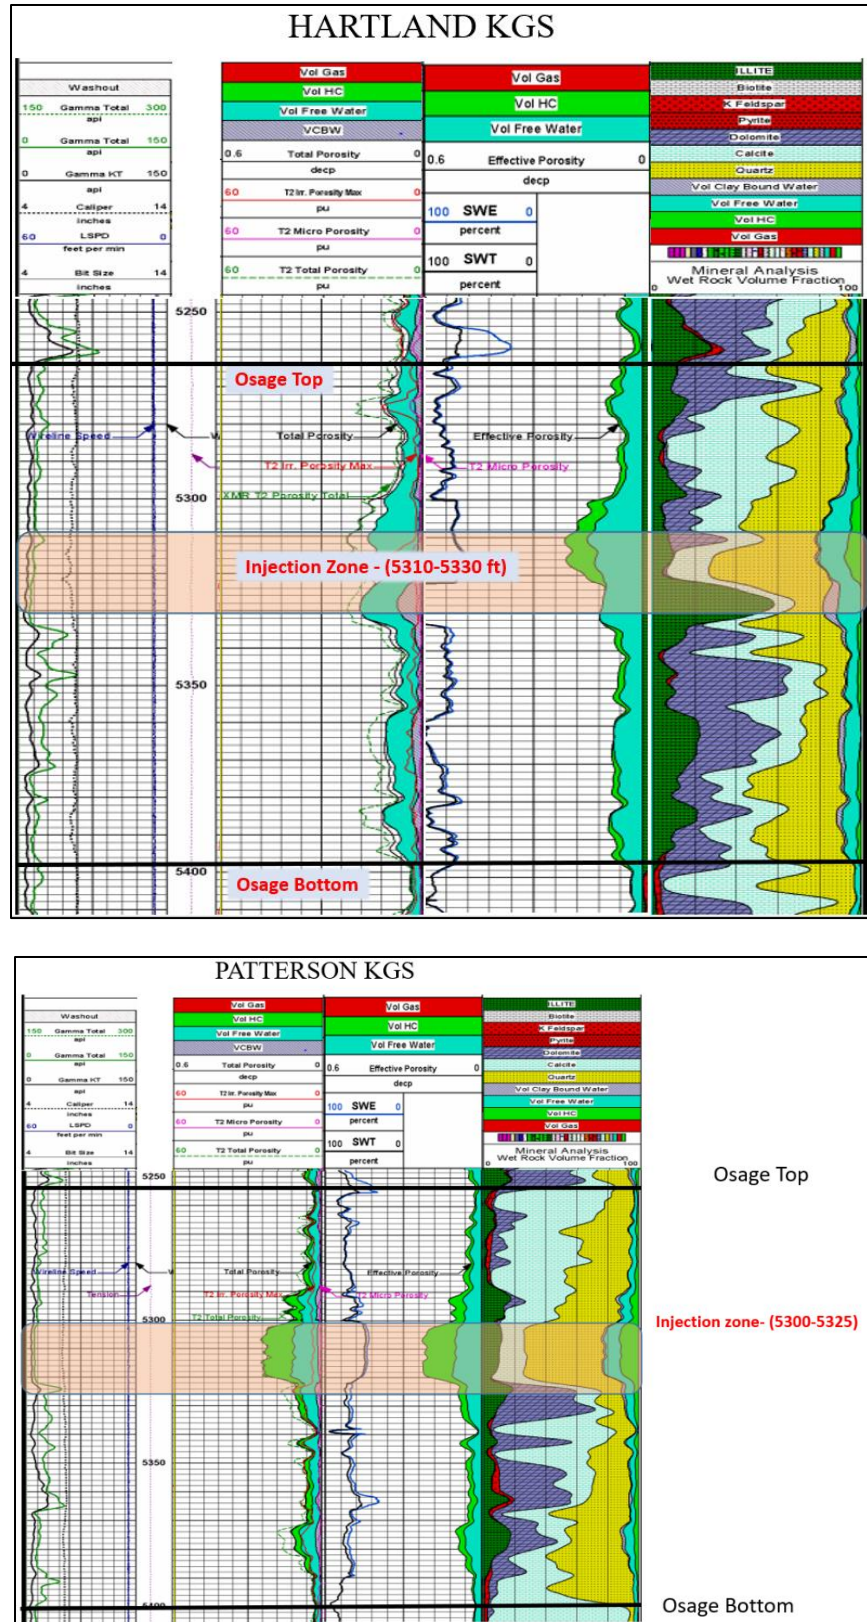 HARTLAND KGS
Washout
150 Gamma Total 300
api
0 Gamma Total 150
api
0 Gamma KT 150
api
4 Caliper 14
inches
60 LSPD 0
feet per min
4 Bit Size 14
inches
Vol Gas
Vol HC
Vol Free Water
VCBW
0.6 Total Porosity 0
decp
60 T2 Irr. Porosity Max 0
pu
60 T2 Micro Porosity 0
pu
60 T2 Total Porosity 0
pu
Vol Gas
Vol HC
Vol Free Water
0.6 Effective Porosity 0
decp
100 SWE 0
percent
100 SWT 0
percent
ILLITE
Biotite
K Feldspar
Pyrite
Dolomite
Calcite
Quartz
Vol Clay Bound Water
Vol Free Water
Vol HC
Vol Gas
Mineral Analysis
Wet Rock Volume Fraction
0 100
5250
Osage Top
Wireline Speed
W
Total Porosity
Effective Porosity
T2 Irr. Porosity Max
T2 Micro Porosity
XMR T2 Porosity Total
5300
Injection Zone - (5310-5330 ft)
5350
5400
Osage Bottom
PATTERSON KGS
Washout
150 Gamma Total 300
api
0 Gamma Total 150
api
0 Gamma KT 150
api
4 Caliper 14
inches
60 LSPD 0
feet per min
4 Bit Size 14
inches
Vol Gas
Vol HC
Vol Free Water
VCBW
0.6 Total Porosity 0
decp
60 T2 Irr. Porosity Max 0
pu
60 T2 Micro Porosity 0
pu
60 T2 Total Porosity 0
pu
Vol Gas
Vol HC
Vol Free Water
0.6 Effective Porosity 0
decp
100 SWE 0
percent
100 SWT 0
percent
ILLITE
Biotite
K Feldspar
Pyrite
Dolomite
Calcite
Quartz
Vol Clay Bound Water
Vol Free Water
Vol HC
Vol Gas
Mineral Analysis
Wet Rock Volume Fraction
0 100
5250
Osage Top
Wireline Speed
W
Total Porosity
Effective Porosity
Tension
T2 Irr. Porosity Max
T2 Micro Porosity
T2 Total Porosity
5300
Injection zone- (5300-5325)
5350
5400
Osage Bottom